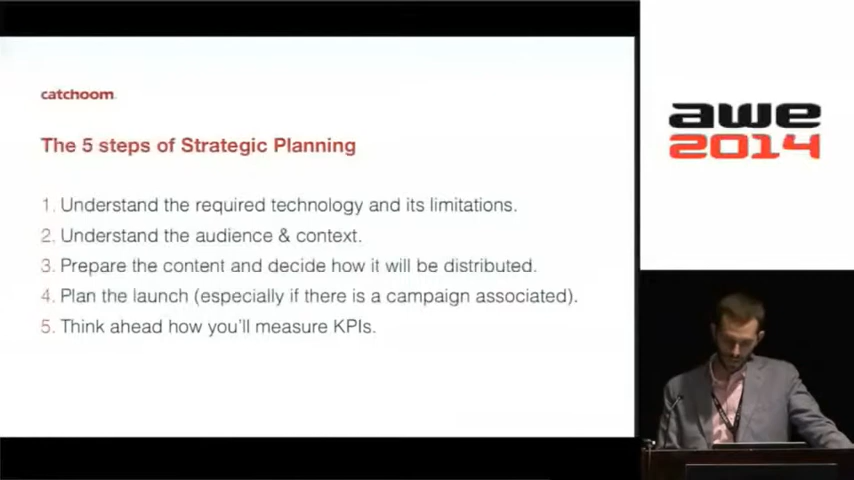 catchoom
The 5 steps of Strategic Planning
1. Understand the required technology and its limitations.
2. Understand the audience & context.
3. Prepare the content and decide how it will be distributed.
4. Plan the launch (especially if there is a campaign associated).
5. Think ahead how you'll measure KPIs.
awe
2014